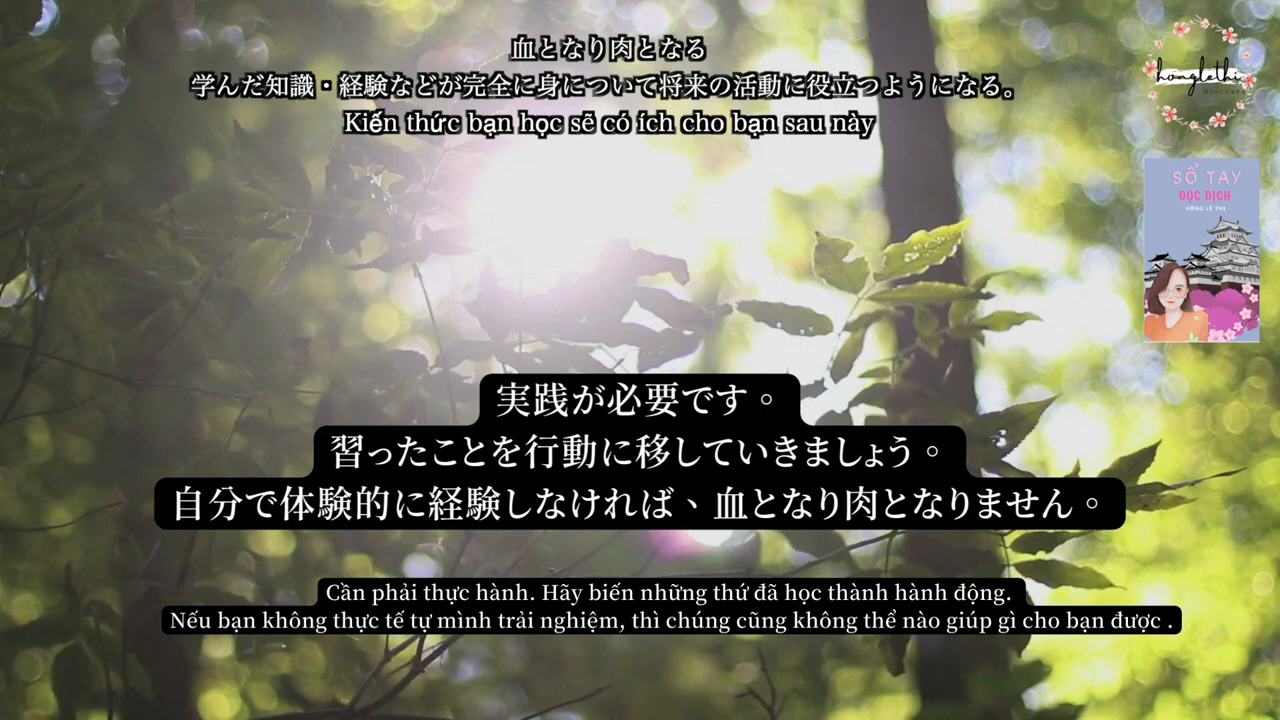 血となり肉となる
学んだ知識・経験などが完全に身について将来の活動に役立つようになる。
Kiến thức bạn học sẽ có ích cho bạn sau này
honglethi
SỔ TAY
ĐỌC DỊCH
HỒNG LÊ THỊ
実践が必要です。
習ったことを行動に移していきましょう。
自分で体験的に経験しなければ、血となり肉となりません。
Cần phải thực hành. Hãy biến những thứ đã học thành hành động.
Nếu bạn không thực tế tự mình trải nghiệm, thì chúng cũng không thể nào giúp gì cho bạn được .